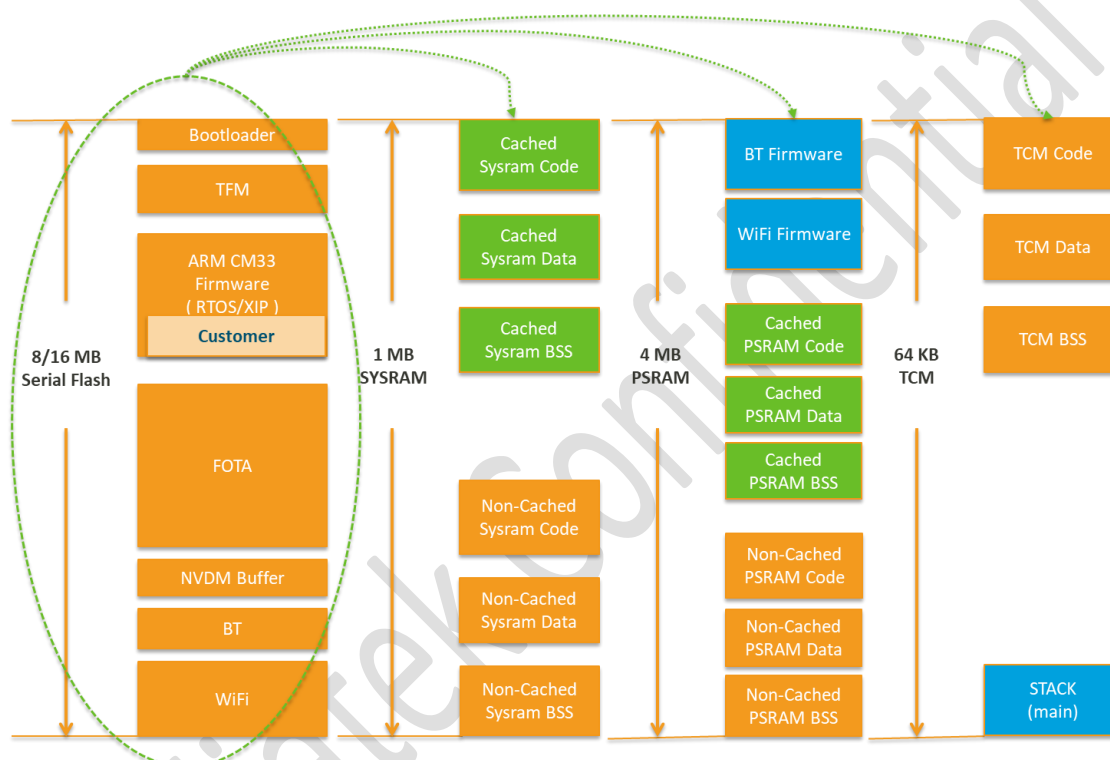 Bootloader
TFM
ARM CM33
Firmware
( RTOS/XIP )
Customer
8/16 MB
Serial Flash
FOTA
NVDM Buffer
BT
WiFi
Cached
Sysram Code
Cached
Sysram Data
Cached
Sysram BSS
1 MB
SYSRAM
Non-Cached
Sysram Code
Non-Cached
Sysram Data
Non-Cached
Sysram BSS
BT Firmware
WiFi Firmware
Cached
PSRAM Code
Cached
PSRAM Data
Cached
PSRAM BSS
4 MB
PSRAM
Non-Cached
PSRAM Code
Non-Cached
PSRAM Data
Non-Cached
PSRAM BSS
TCM Code
TCM Data
TCM BSS
64 KB
TCM
STACK
(main)
Confidential